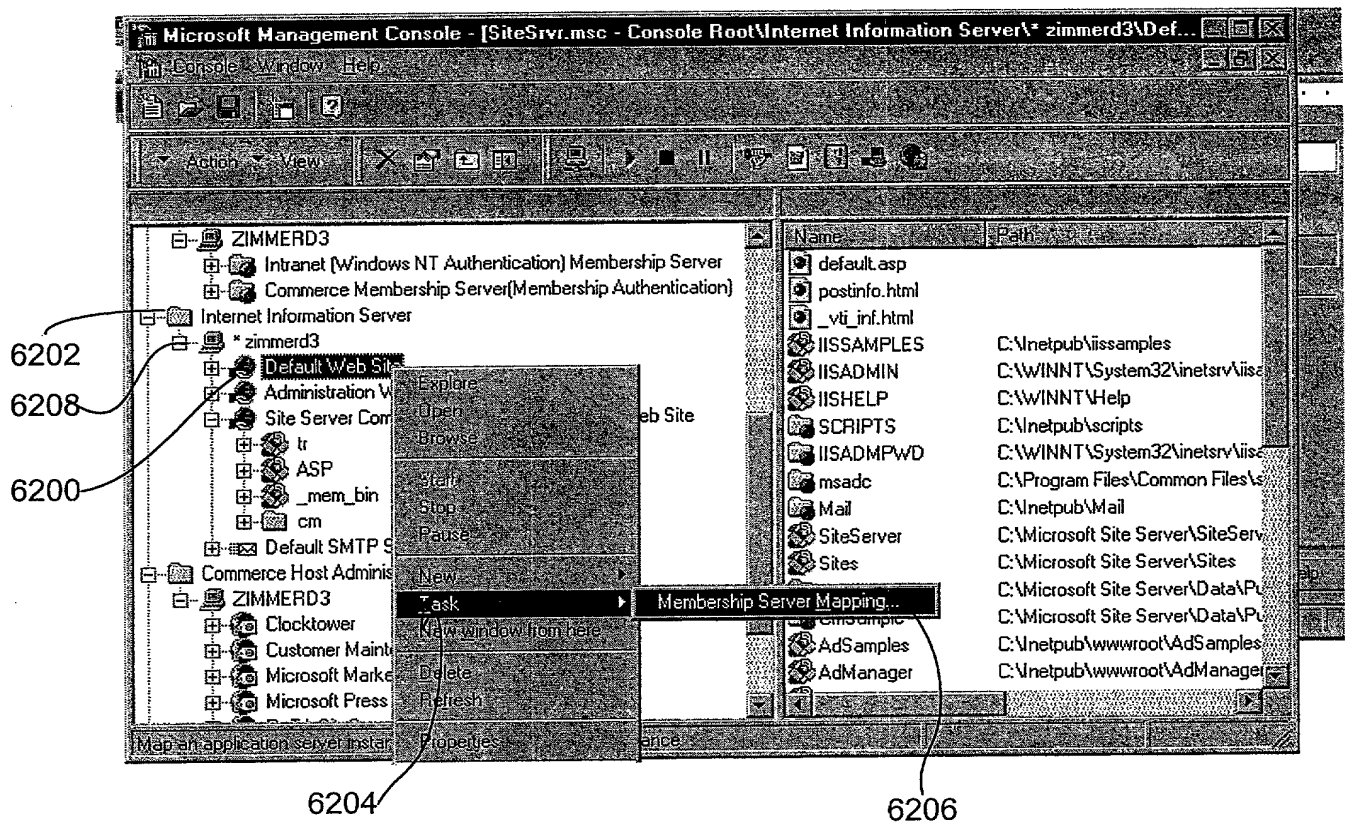 Microsoft Management Console - [SiteSrvr.msc - Console Root\Internet Information Server\* zimmerd3\Def...
Console Window Help
Action View
ZIMMERD3
Intranet (Windows NT Authentication) Membership Server
Commerce Membership Server(Membership Authentication)
Internet Information Server
* zimmerd3
Default Web Site
Administration W
Site Server Com
eb Site
tr
ASP
_mem_bin
cm
Default SMTP S
Commerce Host Adminis
ZIMMERD3
Clocktower
Customer Mainte
Microsoft Marke
Microsoft Press
Explore
Open
Browse
Start
Stop
Pause
New
Task
New window from here
Delete
Refresh
Properties
Membership Server Mapping...
Name Path
default.asp
postinfo.html
_vti_inf.html
IISSAMPLES C:\Inetpub\iissamples
IISADMIN C:\WINNT\System32\inetsrv\iisa
IISHELP C:\WINNT\Help
SCRIPTS C:\Inetpub\scripts
IISADMPWD C:\WINNT\System32\inetsrv\iisa
msadc C:\Program Files\Common Files\s
Mail C:\Inetpub\Mail
SiteServer C:\Microsoft Site Server\SiteServ
Sites C:\Microsoft Site Server\Sites
C:\Microsoft Site Server\Data\Pu
CmSample C:\Microsoft Site Server\Data\Pu
AdSamples C:\Inetpub\wwwroot\AdSamples
AdManager C:\Inetpub\wwwroot\AdManager
Map an application server instan
ance
6202
6208
6200
6204
6206